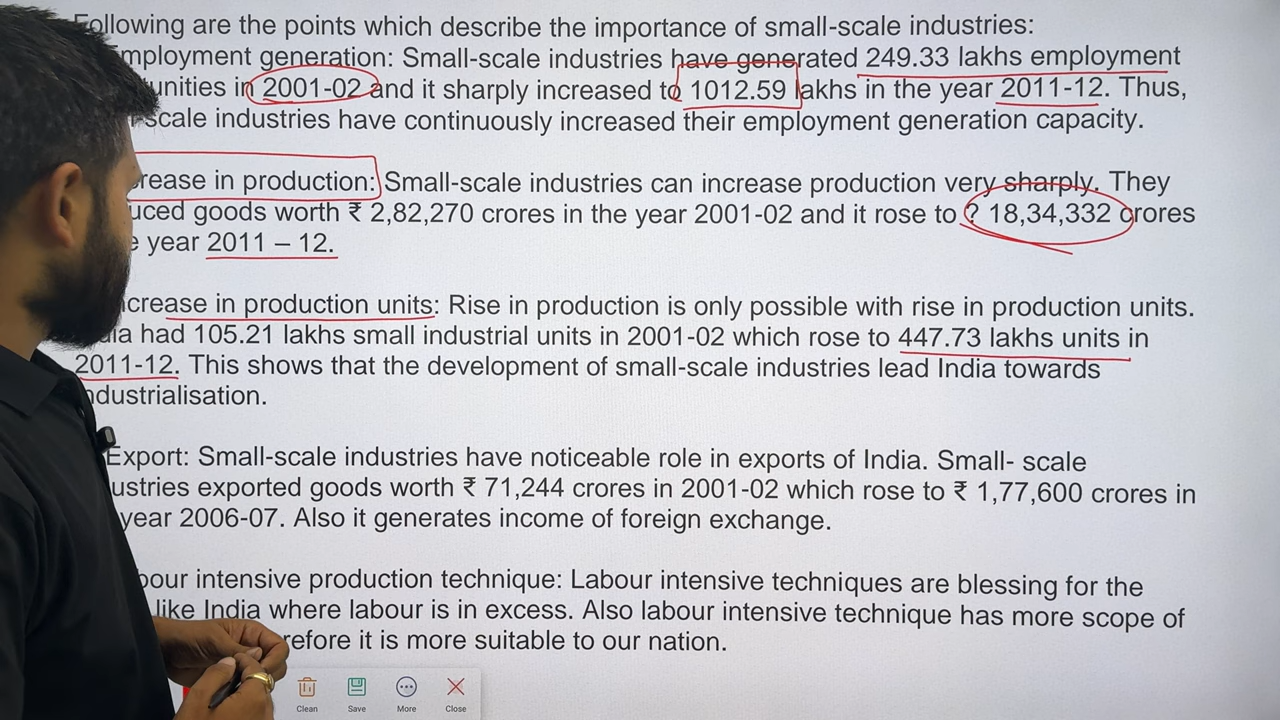 Following are the points which describe the importance of small-scale industries:
mployment generation: Small-scale industries have generated 249.33 lakhs employment
unities in 2001-02 and it sharply increased to 1012.59 lakhs in the year 2011-12. Thus,
scale industries have continuously increased their employment generation capacity.
rease in production: Small-scale industries can increase production very sharply. They
uced goods worth ₹ 2,82,270 crores in the year 2001-02 and it rose to ? 18,34,332 crores
e year 2011 – 12.
crease in production units: Rise in production is only possible with rise in production units.
ia had 105.21 lakhs small industrial units in 2001-02 which rose to 447.73 lakhs units in
2011-12. This shows that the development of small-scale industries lead India towards
ndustrialisation.
Export: Small-scale industries have noticeable role in exports of India. Small- scale
ustries exported goods worth ₹ 71,244 crores in 2001-02 which rose to ₹ 1,77,600 crores in
year 2006-07. Also it generates income of foreign exchange.
bour intensive production technique: Labour intensive techniques are blessing for the
like India where labour is in excess. Also labour intensive technique has more scope of
refore it is more suitable to our nation.
Clean Save More Close